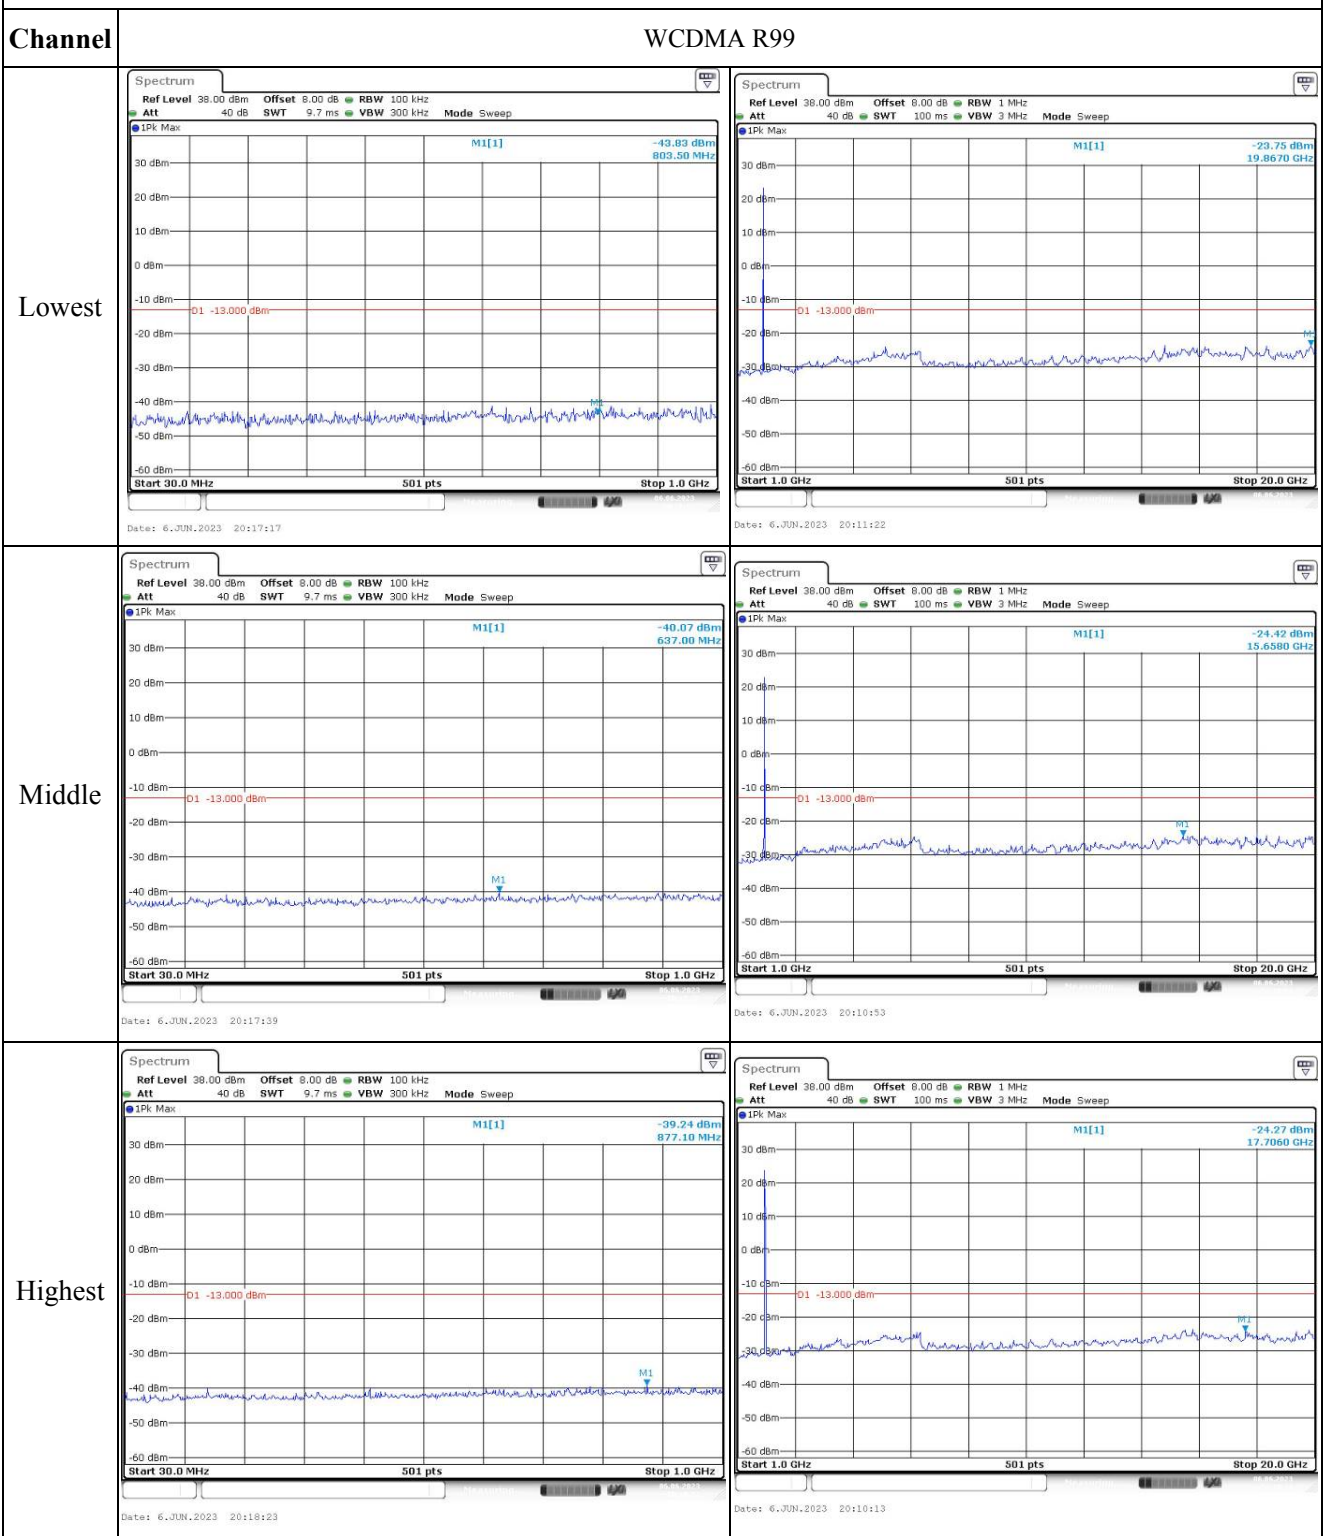 Channel WCDMA R99
Lowest
Spectrum
Ref Level 38.00 dBm Offset 8.00 dB RBW 100 kHz
Att 40 dB SWT 9.7 ms VBW 300 kHz Mode Sweep
1Pk Max
M1[1] -43.83 dBm
803.50 MHz
30 dBm
20 dBm
10 dBm
0 dBm
-10 dBm
D1 -13.000 dBm
-20 dBm
-30 dBm
-40 dBm
M1
-50 dBm
-60 dBm
Start 30.0 MHz 501 pts Stop 1.0 GHz
Date: 6.JUN.2023 20:17:17
Spectrum
Ref Level 38.00 dBm Offset 8.00 dB RBW 1 MHz
Att 40 dB SWT 100 ms VBW 3 MHz Mode Sweep
1Pk Max
M1[1] -23.75 dBm
19.8670 GHz
30 dBm
20 dBm
10 dBm
0 dBm
-10 dBm
D1 -13.000 dBm
-20 dBm
-30 dBm
-40 dBm
-50 dBm
-60 dBm
Start 1.0 GHz 501 pts Stop 20.0 GHz
Date: 6.JUN.2023 20:11:22
Middle
Spectrum
Ref Level 38.00 dBm Offset 8.00 dB RBW 100 kHz
Att 40 dB SWT 9.7 ms VBW 300 kHz Mode Sweep
1Pk Max
M1[1] -40.07 dBm
637.00 MHz
30 dBm
20 dBm
10 dBm
0 dBm
-10 dBm
D1 -13.000 dBm
-20 dBm
-30 dBm
M1
-40 dBm
-50 dBm
-60 dBm
Start 30.0 MHz 501 pts Stop 1.0 GHz
Date: 6.JUN.2023 20:17:39
Spectrum
Ref Level 38.00 dBm Offset 8.00 dB RBW 1 MHz
Att 40 dB SWT 100 ms VBW 3 MHz Mode Sweep
1Pk Max
M1[1] -24.42 dBm
15.6580 GHz
30 dBm
20 dBm
10 dBm
0 dBm
-10 dBm
D1 -13.000 dBm
-20 dBm
M1
-30 dBm
-40 dBm
-50 dBm
-60 dBm
Start 1.0 GHz 501 pts Stop 20.0 GHz
Date: 6.JUN.2023 20:10:53
Highest
Spectrum
Ref Level 38.00 dBm Offset 8.00 dB RBW 100 kHz
Att 40 dB SWT 9.7 ms VBW 300 kHz Mode Sweep
1Pk Max
M1[1] -39.24 dBm
877.10 MHz
30 dBm
20 dBm
10 dBm
0 dBm
-10 dBm
D1 -13.000 dBm
-20 dBm
-30 dBm
M1
-40 dBm
-50 dBm
-60 dBm
Start 30.0 MHz 501 pts Stop 1.0 GHz
Date: 6.JUN.2023 20:18:23
Spectrum
Ref Level 38.00 dBm Offset 8.00 dB RBW 1 MHz
Att 40 dB SWT 100 ms VBW 3 MHz Mode Sweep
1Pk Max
M1[1] -24.27 dBm
17.7060 GHz
30 dBm
20 dBm
10 dBm
0 dBm
-10 dBm
D1 -13.000 dBm
-20 dBm
M1
-30 dBm
-40 dBm
-50 dBm
-60 dBm
Start 1.0 GHz 501 pts Stop 20.0 GHz
Date: 6.JUN.2023 20:10:13